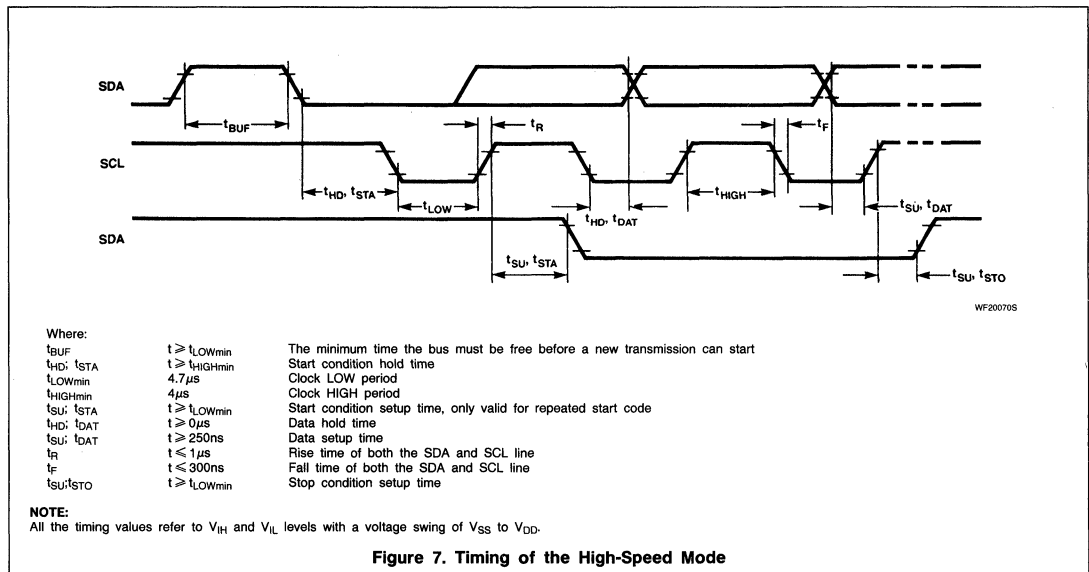 SDA
tBUF
tR
tF
SCL
tHD, tSTA
tLOW
tHD, tDAT
tHIGH
tSU, tDAT
SDA
tSU, tSTA
tSU, tSTO
WF20070S
Where:
tBUF t ⩾ tLOWmin The minimum time the bus must be free before a new transmission can start
tHD; tSTA t ⩾ tHIGHmin Start condition hold time
tLOWmin 4.7μs Clock LOW period
tHIGHmin 4μs Clock HIGH period
tSU; tSTA t ⩾ tLOWmin Start condition setup time, only valid for repeated start code
tHD; tDAT t ⩾ 0μs Data hold time
tSU; tDAT t ⩾ 250ns Data setup time
tR t ⩽ 1μs Rise time of both the SDA and SCL line
tF t ⩽ 300ns Fall time of both the SDA and SCL line
tSU;tSTO t ⩾ tLOWmin Stop condition setup time
NOTE:
All the timing values refer to VIH and VIL levels with a voltage swing of VSS to VDD.
Figure 7. Timing of the High-Speed Mode